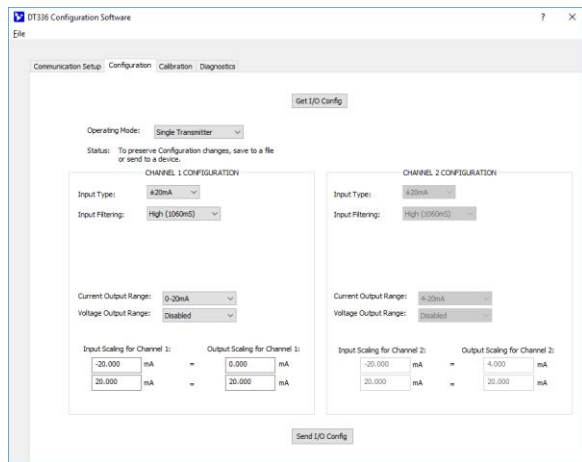 DT336 Configuration Software
File
Communication Setup Configuration Calibration Diagnostics
Get I/O Config
Operating Mode: Single Transmitter
Status: To preserve Configuration changes, save to a file
or send to a device.
CHANNEL 1 CONFIGURATION
Input Type: ±20mA
Input Filtering: High (1060mS)
Current Output Range: 0-20mA
Voltage Output Range: Disabled
Input Scaling for Channel 1: Output Scaling for Channel 1:
-20.000 mA = 0.000 mA
20.000 mA = 20.000 mA
CHANNEL 2 CONFIGURATION
Input Type: ±20mA
Input Filtering: High (1060mS)
Current Output Range: 4-20mA
Voltage Output Range: Disabled
Input Scaling for Channel 2: Output Scaling for Channel 2:
-20.000 mA = 4.000 mA
20.000 mA = 20.000 mA
Send I/O Config